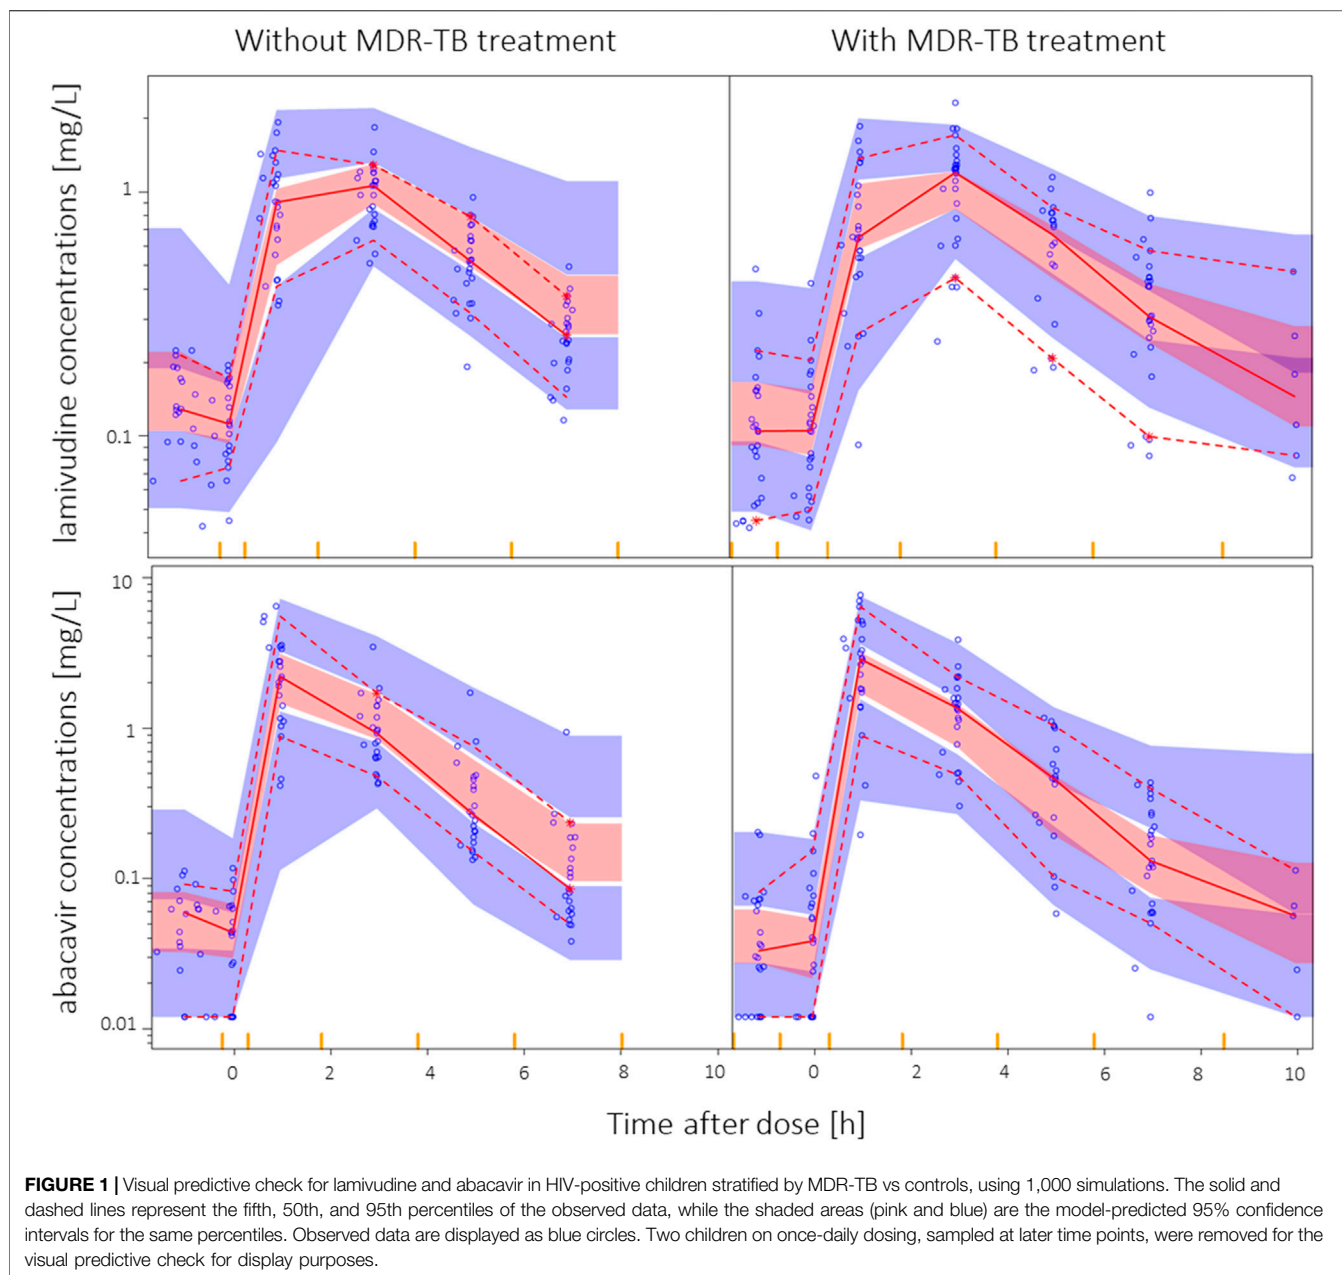 Without MDR-TB treatment
With MDR-TB treatment
lamivudine concentrations [mg/L]
1
0.1
abacavir concentrations [mg/L]
10
1
0.1
0.01
0 2 4 6 8 10
0 2 4 6 8 10
Time after dose [h]
FIGURE 1 | Visual predictive check for lamivudine and abacavir in HIV-positive children stratified by MDR-TB vs controls, using 1,000 simulations. The solid and
dashed lines represent the fifth, 50th, and 95th percentiles of the observed data, while the shaded areas (pink and blue) are the model-predicted 95% confidence
intervals for the same percentiles. Observed data are displayed as blue circles. Two children on once-daily dosing, sampled at later time points, were removed for the
visual predictive check for display purposes.